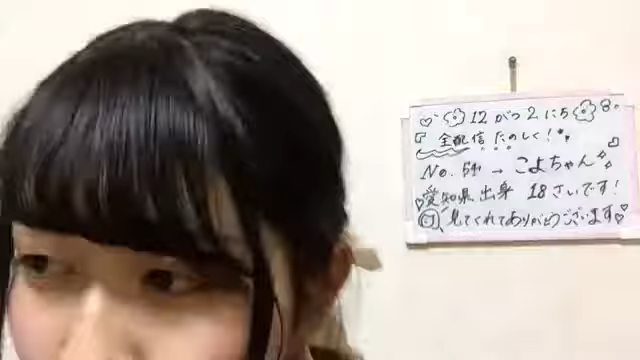 12がつ2にち 8.
全配信たのしく!
No.54→こよちゃん
愛知県出身 18さいです!
見てくれてありがとうございます